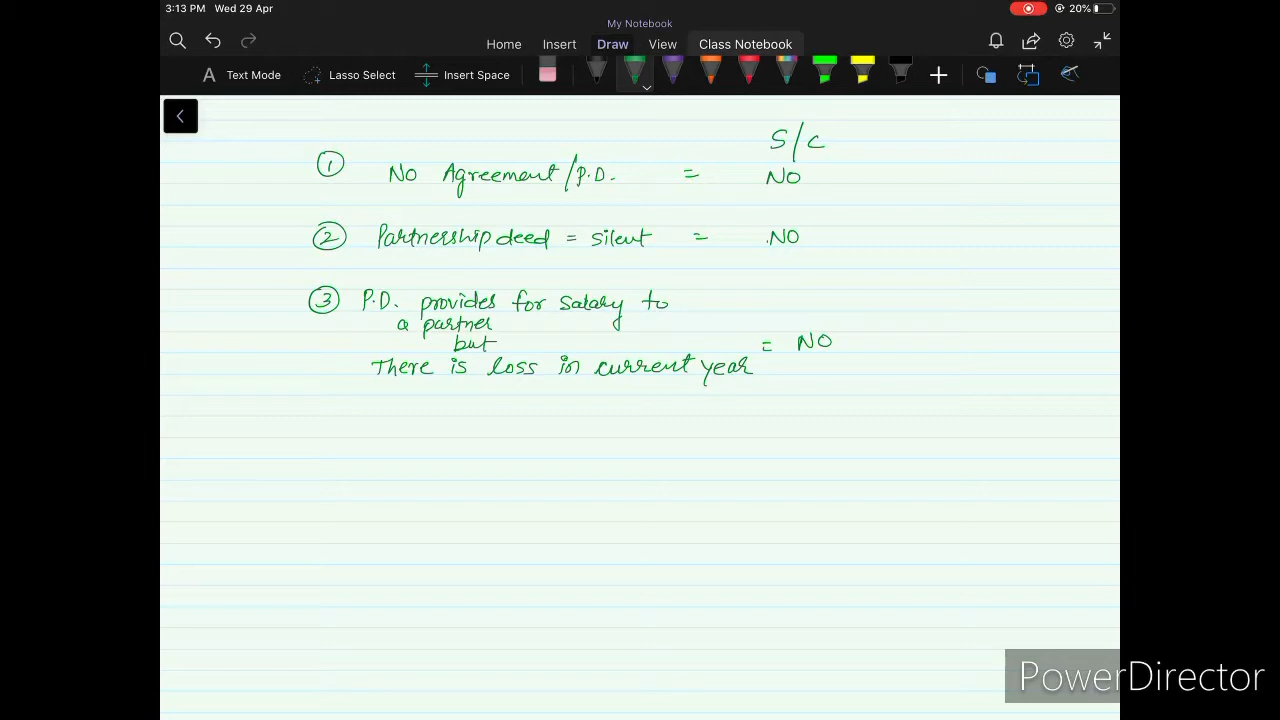 3:13 PM Wed 29 Apr
20%
My Notebook
Home Insert Draw View Class Notebook
A Text Mode Lasso Select Insert Space
S/C
① No Agreement/P.D. = NO
② Partnership deed = silent = NO
③ P.D. provides for salary to
a partner
but
= NO
There is loss in current year
PowerDirector